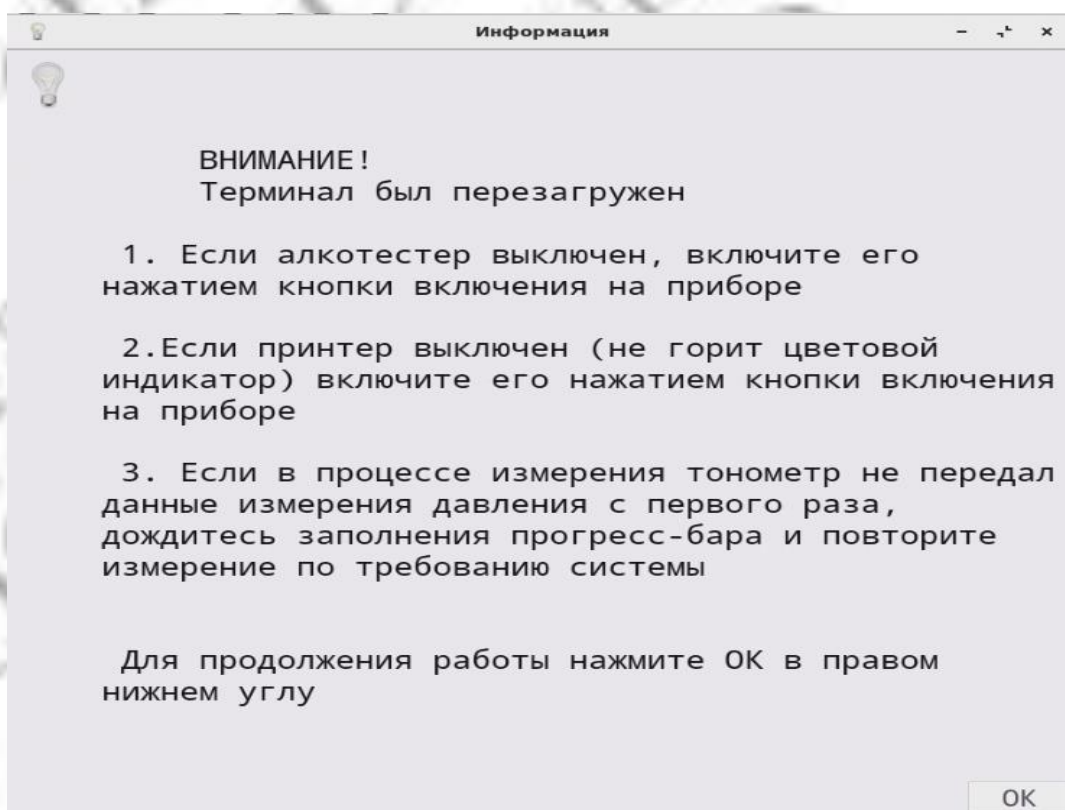 Информация
ВНИМАНИЕ!
Терминал был перезагружен
1. Если алкотестер выключен, включите его
нажатием кнопки включения на приборе
2.Если принтер выключен (не горит цветовой
индикатор) включите его нажатием кнопки включения
на приборе
3. Если в процессе измерения тонометр не передал
данные измерения давления с первого раза,
дождитесь заполнения прогресс-бара и повторите
измерение по требованию системы
Для продолжения работы нажмите ОК в правом
нижнем углу
OK